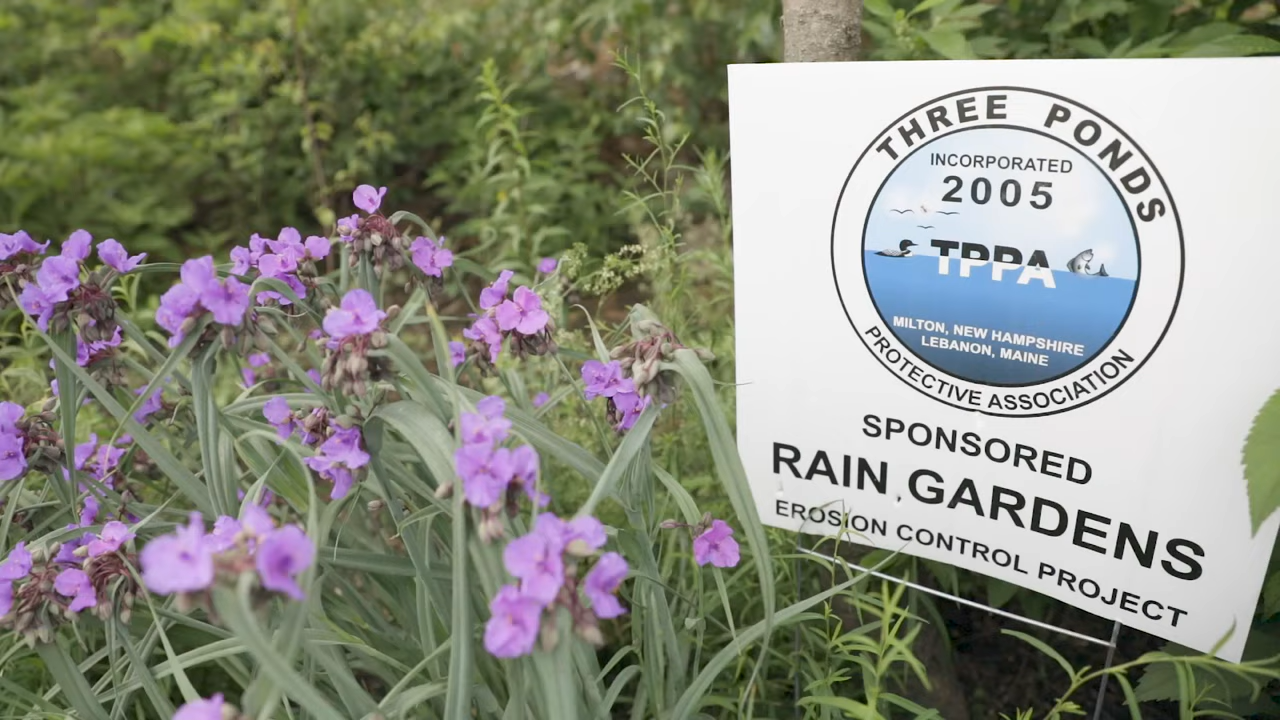 THREE PONDS
INCORPORATED
2005
TPPA
MILTON, NEW HAMPSHIRE
LEBANON, MAINE
PROTECTIVE ASSOCIATION
SPONSORED
RAIN GARDENS
EROSION CONTROL PROJECT